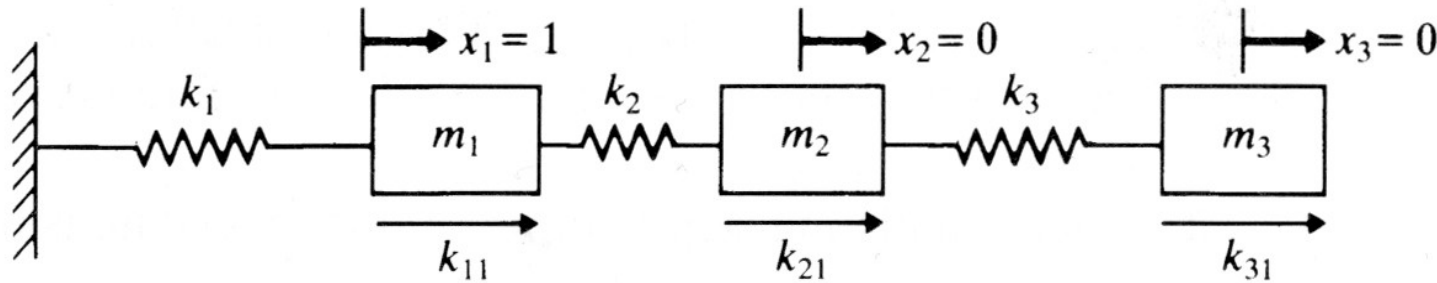 x₁ = 1 x₂ = 0 x₃ = 0
k₁ k₂ k₃
m₁ m₂ m₃
k₁₁ k₂₁ k₃₁